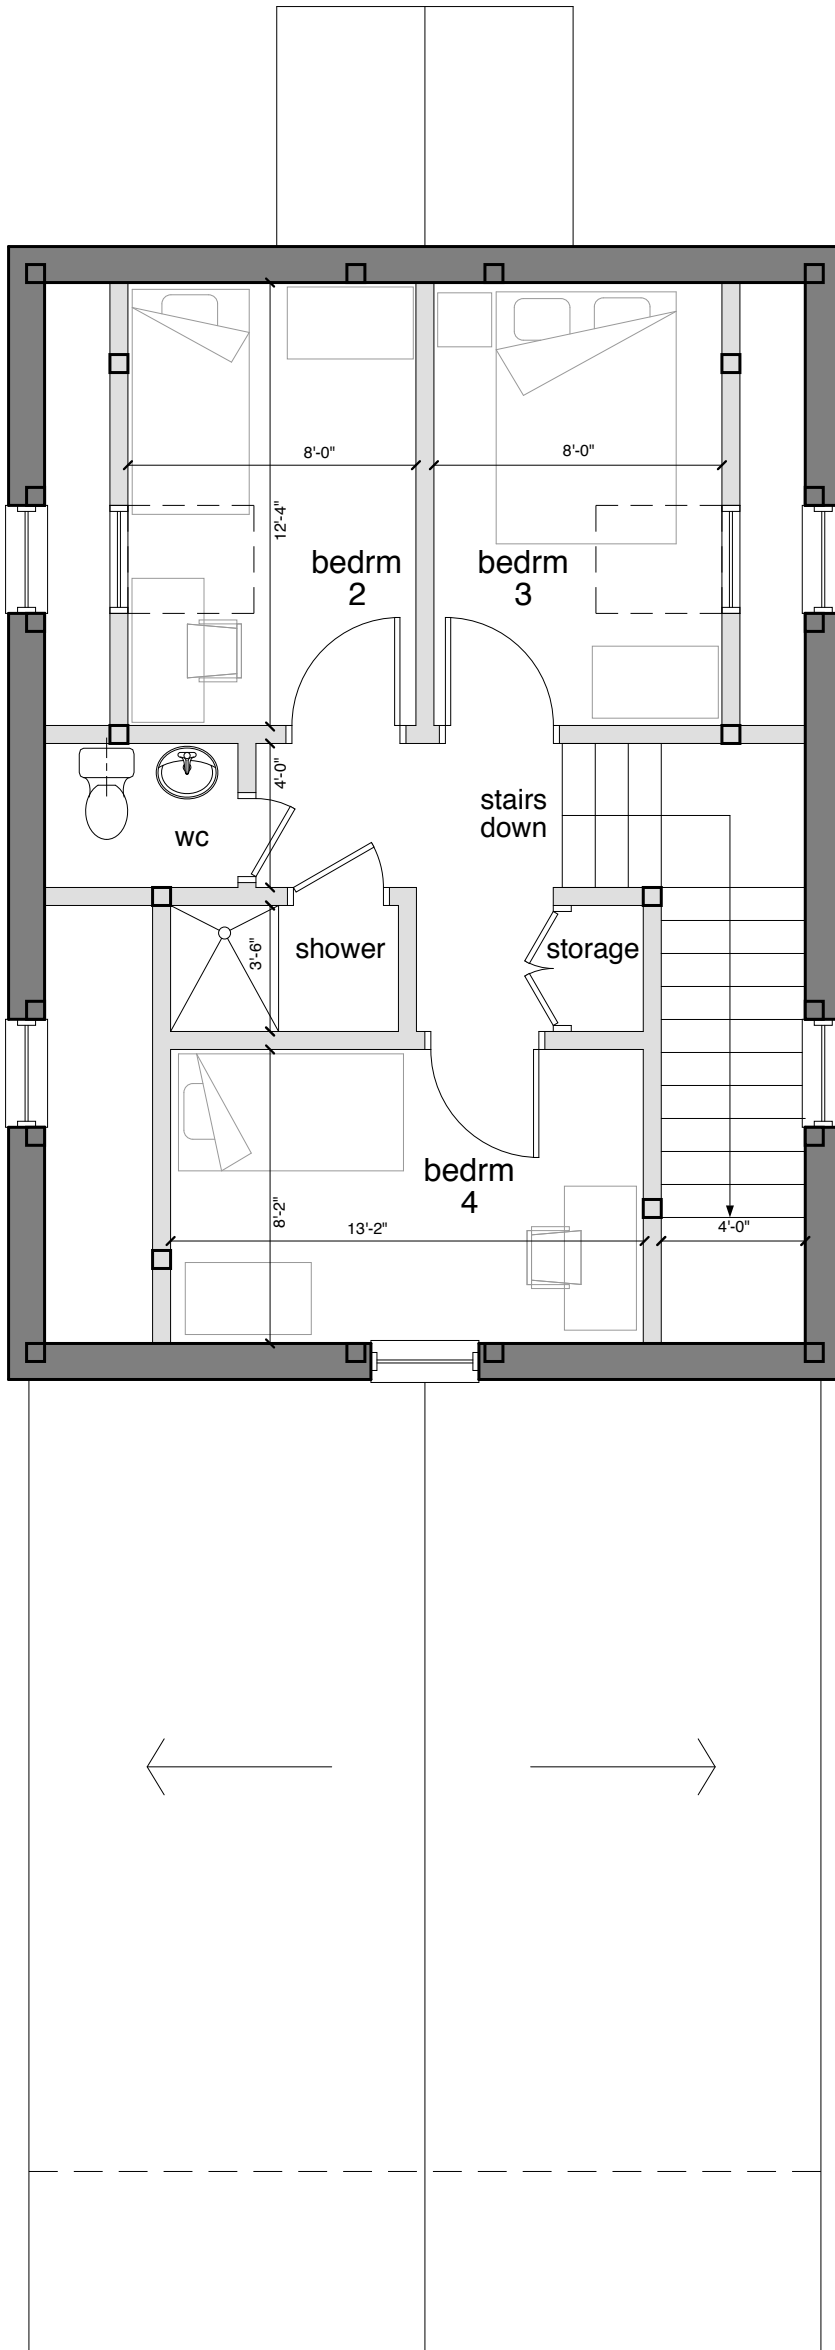 8'-0"
8'-0"
12'-4"
bedrm
2
bedrm
3
4'-0"
stairs
down
wc
shower
3'-6"
storage
bedrm
4
8'-2"
13'-2"
4'-0"